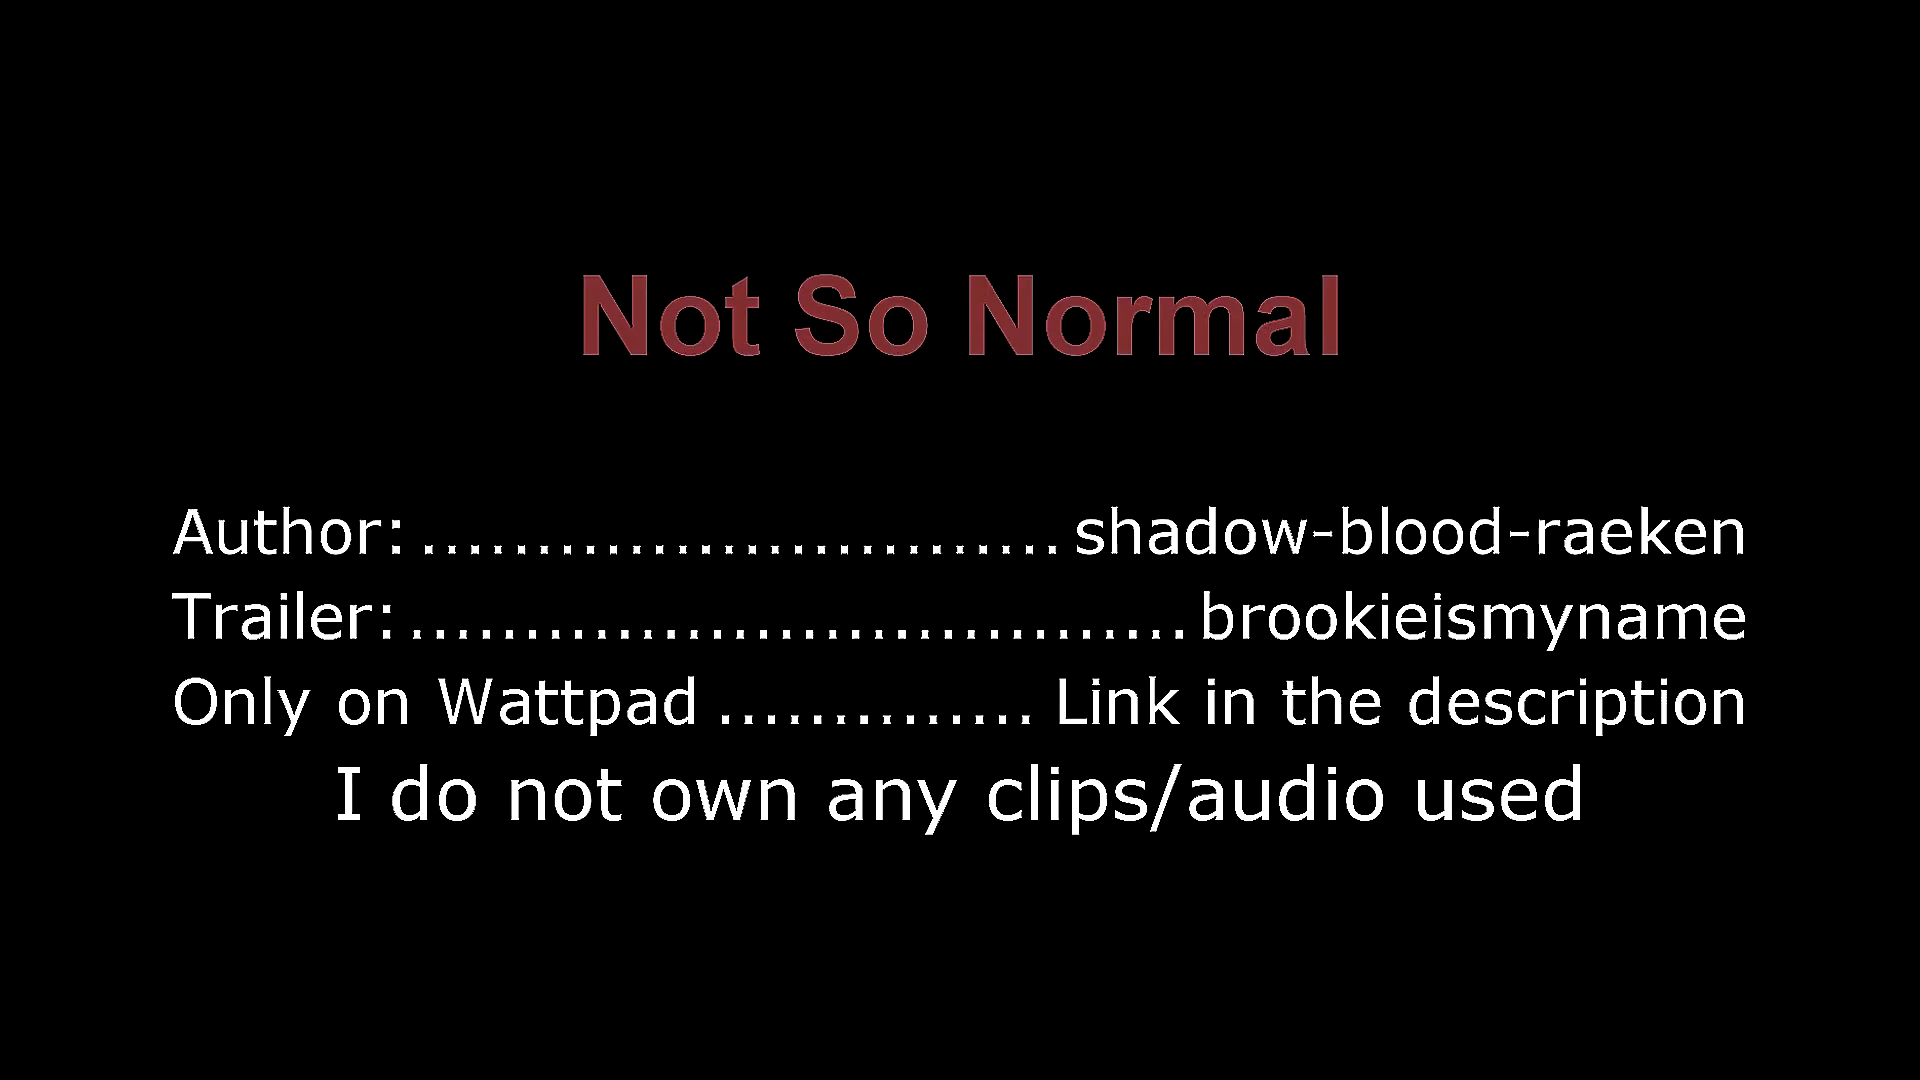 Not So Normal
Author: ............................ shadow-blood-raeken
Trailer: .................................. brookieismyname
Only on Wattpad .............. Link in the description
I do not own any clips/audio used